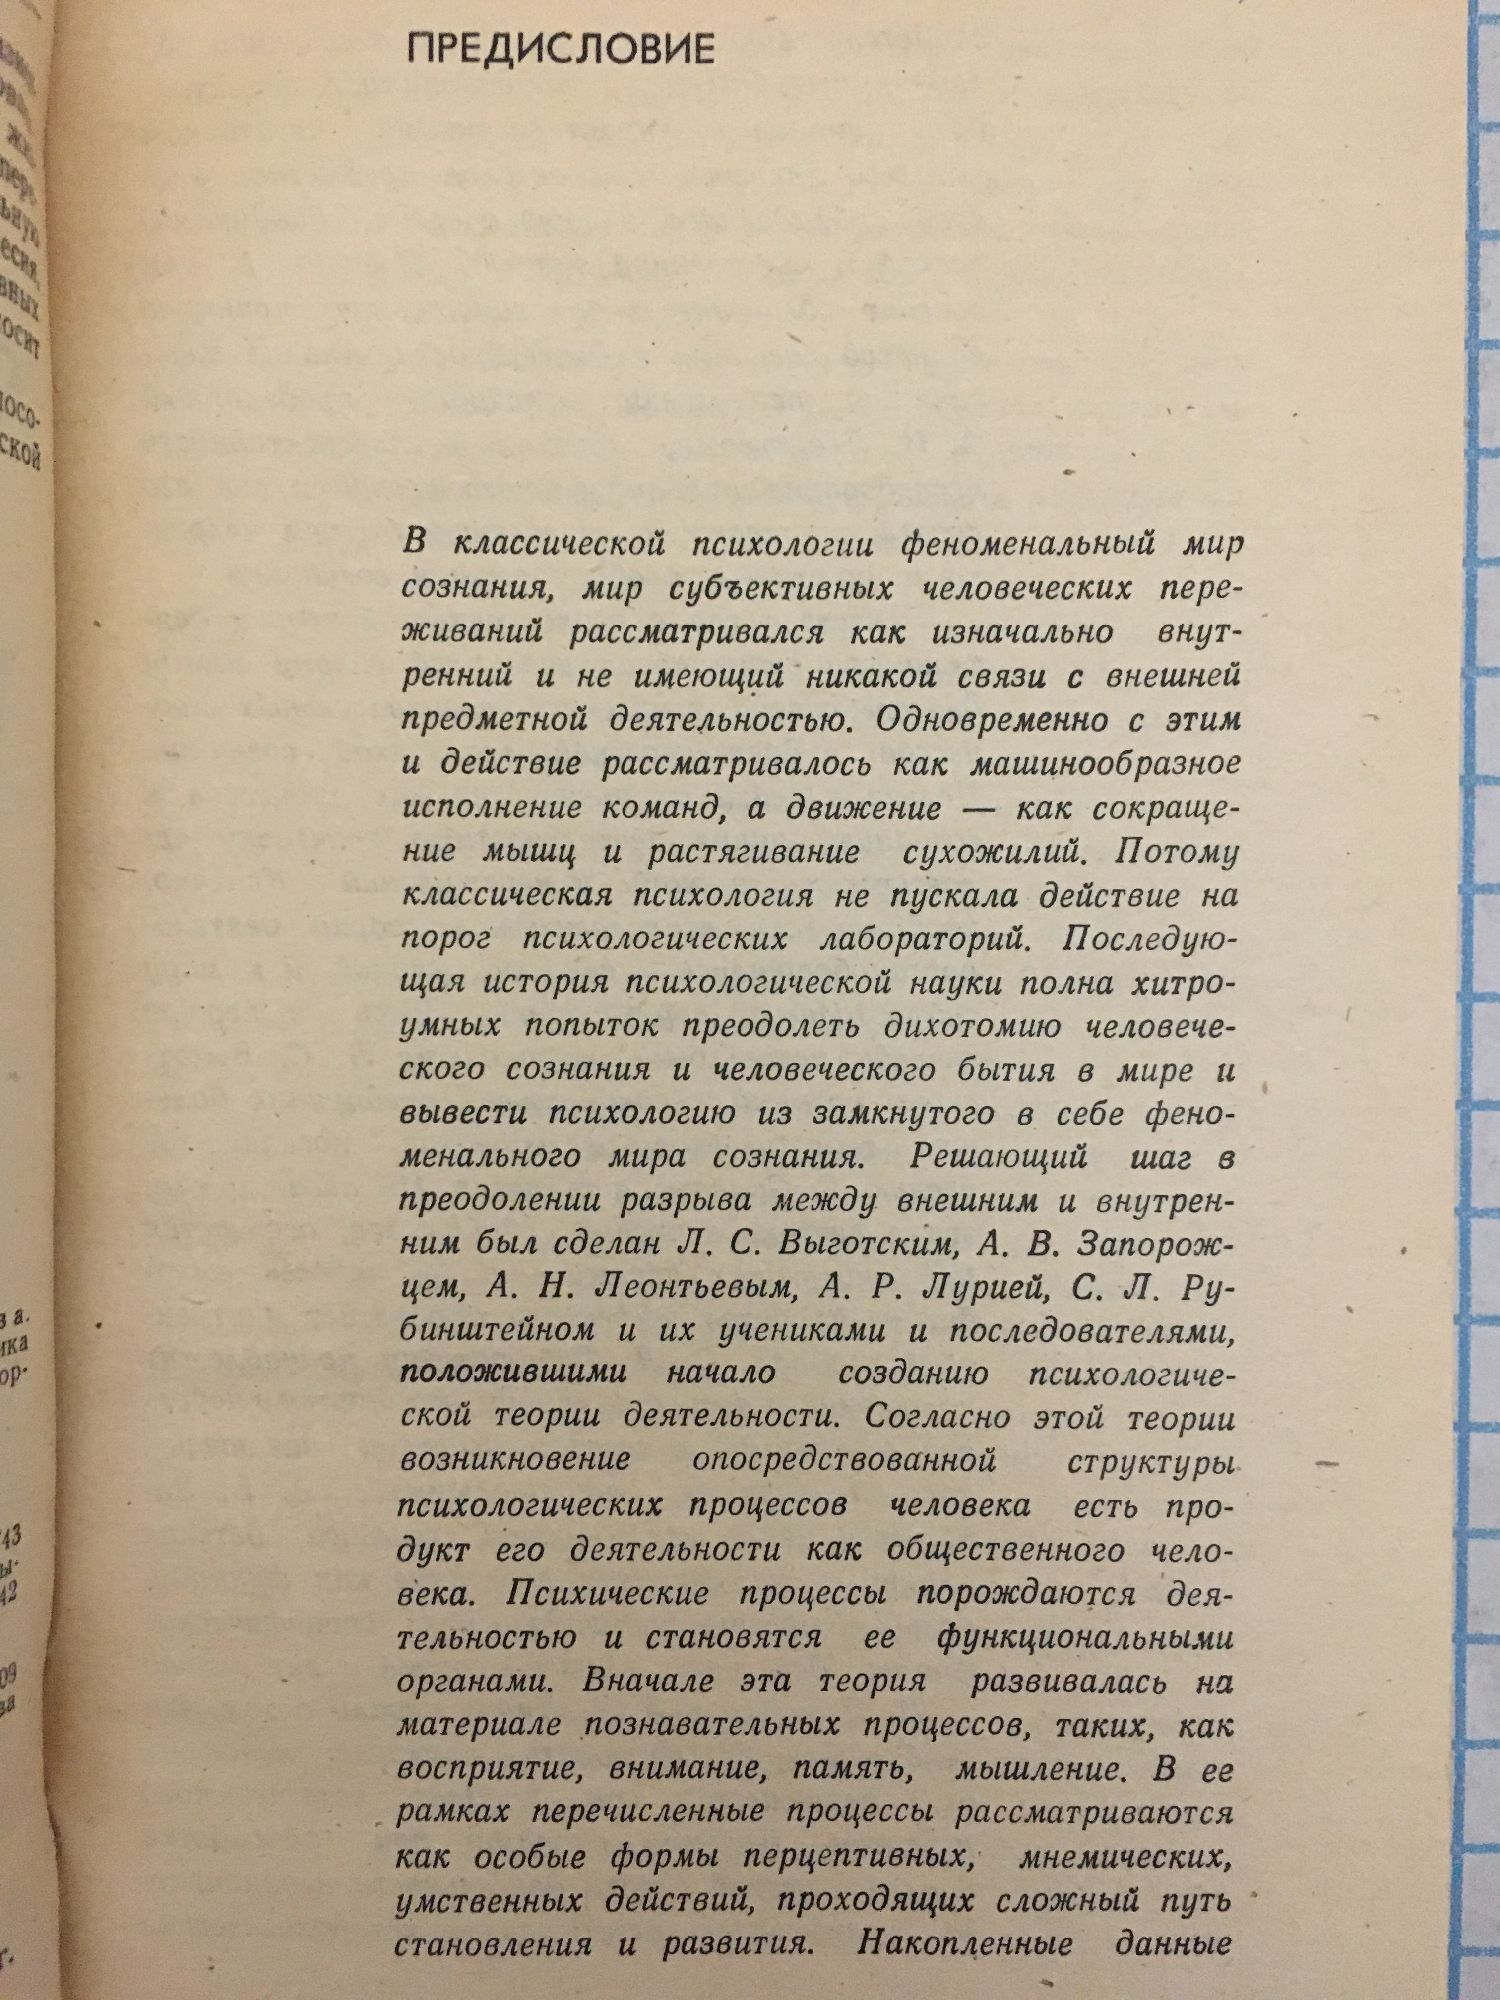 ПРЕДИСЛОВИЕ
В классической психологии феноменальный мир
сознания, мир субъективных человеческих пере-
живаний рассматривался как изначально внут-
ренний и не имеющий никакой связи с внешней
предметной деятельностью. Одновременно с этим
и действие рассматривалось как машинообразное
исполнение команд, а движение — как сокраще-
ние мышц и растягивание сухожилий. Потому
классическая психология не пускала действие на
порог психологических лабораторий. Последую-
щая история психологической науки полна хитро-
умных попыток преодолеть дихотомию человече-
ского сознания и человеческого бытия в мире и
вывести психологию из замкнутого в себе фено-
менального мира сознания. Решающий шаг в
преодолении разрыва между внешним и внутрен-
ним был сделан Л. С. Выготским, А. В. Запорож-
цем, А. Н. Леонтьевым, А. Р. Лурией, С. Л. Ру-
бинштейном и их учениками и последователями,
положившими начало созданию психологиче-
ской теории деятельности. Согласно этой теории
возникновение опосредствованной структуры
психологических процессов человека есть про-
дукт его деятельности как общественного чело-
века. Психические процессы порождаются дея-
тельностью и становятся ее функциональными
органами. Вначале эта теория развивалась на
материале познавательных процессов, таких, как
восприятие, внимание, память, мышление. В ее
рамках перечисленные процессы рассматриваются
как особые формы перцептивных, мнемических,
умственных действий, проходящих сложный путь
становления и развития. Накопленные данные